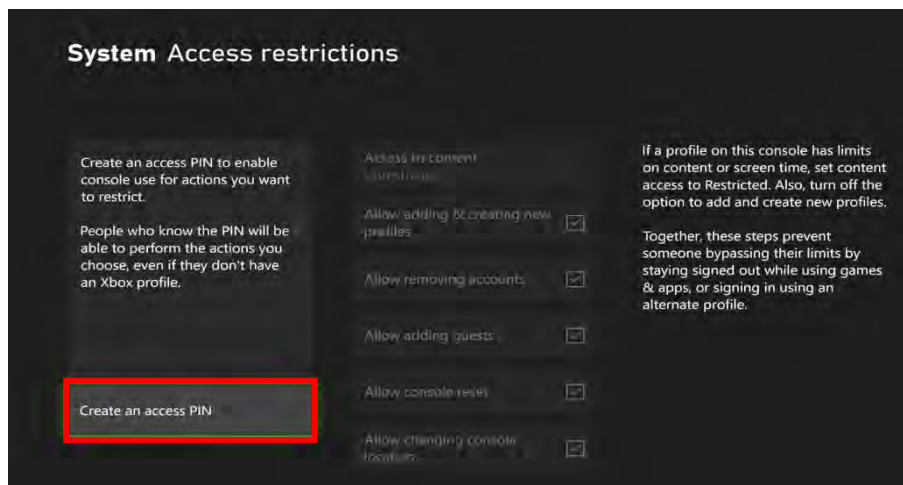 System Access restrictions
Create an access PIN to enable
console use for actions you want
to restrict.
People who know the PIN will be
able to perform the actions you
choose, even if they don't have
an Xbox profile.
Create an access PIN
Access to content
Allow adding & creating new
profiles
Allow removing accounts
Allow adding guests
Allow console reset
Allow changing console
location
If a profile on this console has limits
on content or screen time, set content
access to Restricted. Also, turn off the
option to add and create new profiles.
Together, these steps prevent
someone bypassing their limits by
staying signed out while using games
& apps, or signing in using an
alternate profile.